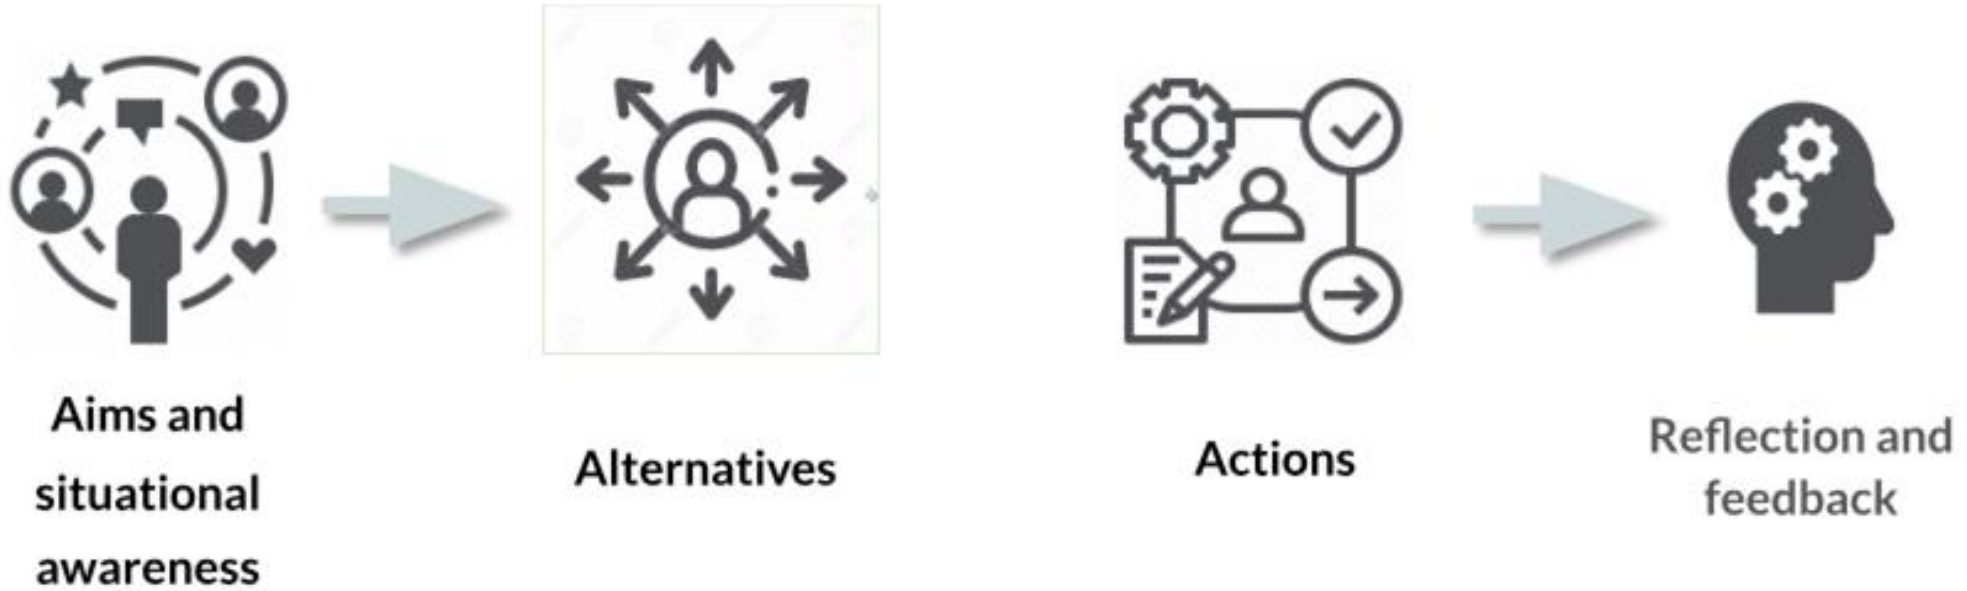 Aims and
situational
awareness
Alternatives
Actions
Reflection and
feedback